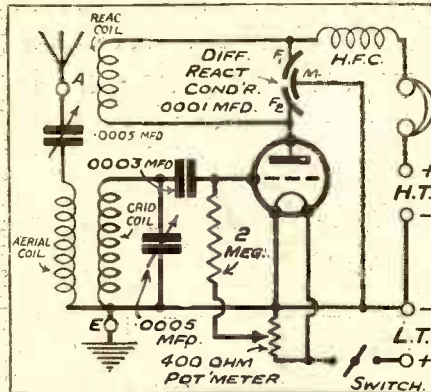 REAC
COIL
A
.0005 MFD
DIFF.
REACT
COND'R.
.0001 MFD.
F1
M.
F2
H.F.C.
+
H.T.
-
.0003 MFD
GRID
COIL
AERIAL
COIL
2
MEG.
E
.0005
MFD.
400 OHM
POT'METER.
-
L.T.
+
SWITCH.